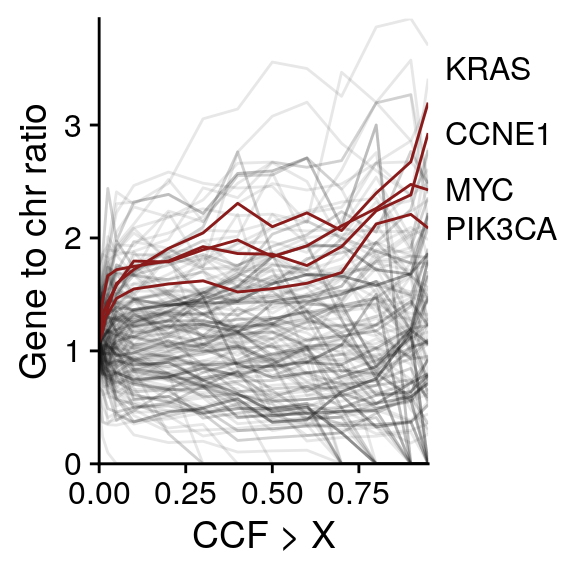 Gene to chr ratio
3
2
1
0
0.00 0.25 0.50 0.75
CCF > X
KRAS
CCNE1
MYC
PIK3CA